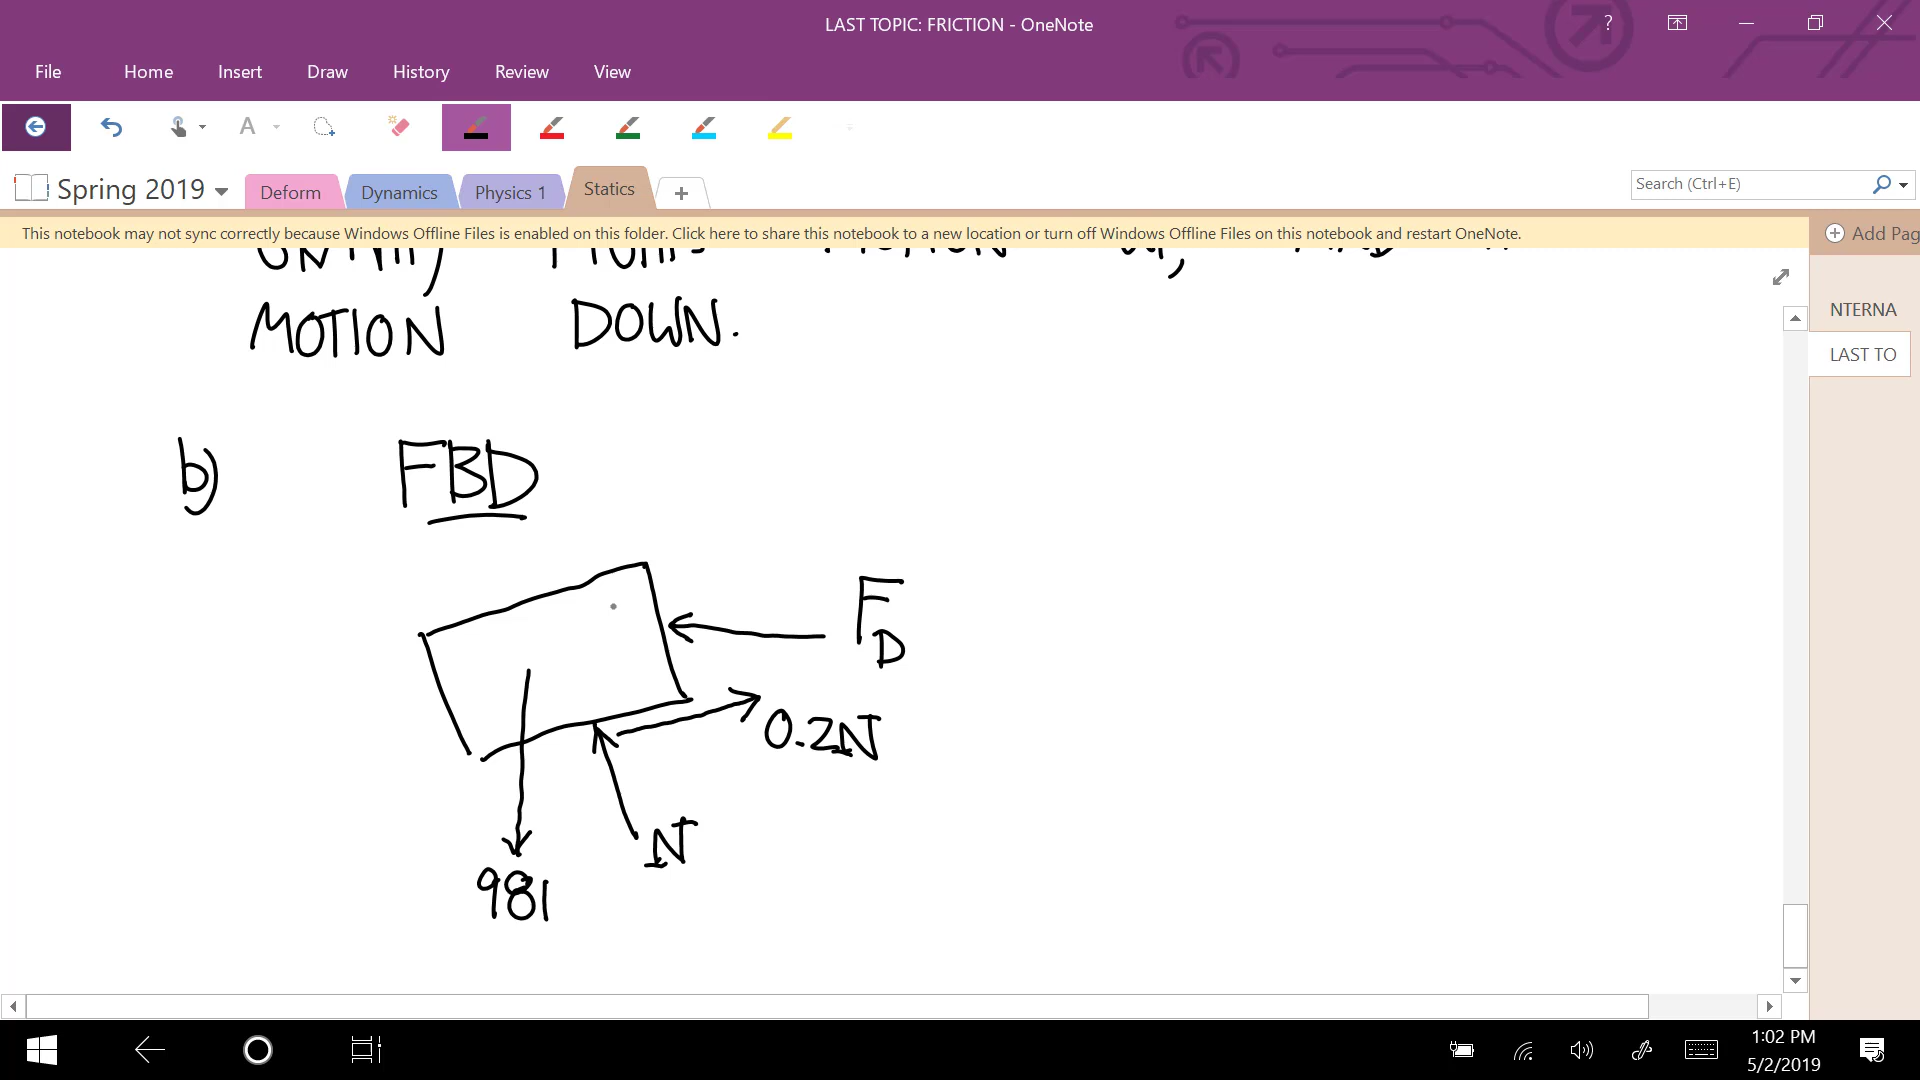 LAST TOPIC: FRICTION - OneNote
?
File Home Insert Draw History Review View
A
Spring 2019 Deform Dynamics Physics 1 Statics +
Search (Ctrl+E)
This notebook may not sync correctly because Windows Offline Files is enabled on this folder. Click here to share this notebook to a new location or turn off Windows Offline Files on this notebook and restart OneNote.
Add Pag
NTERNA
LAST TO
MOTION DOWN.
b) FBD
F
D
0.2N
N
981
1:02 PM
5/2/2019